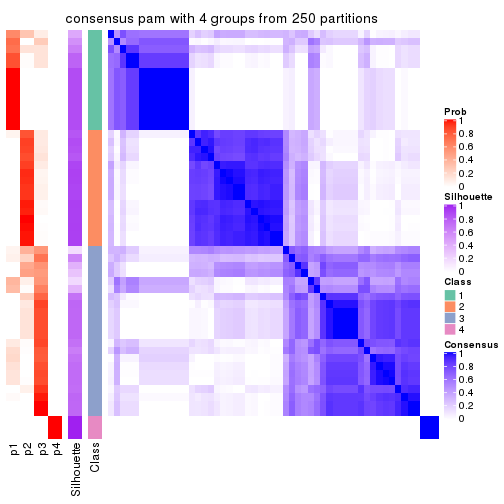 consensus pam with 4 groups from 250 partitions
Prob
1
0.8
0.6
0.4
0.2
0
Silhouette
1
0.8
0.6
0.4
0.2
0
Class
1
2
3
4
Consensus
1
0.8
0.6
0.4
0.2
0
p1
p2
p3
p4
Silhouette
Class